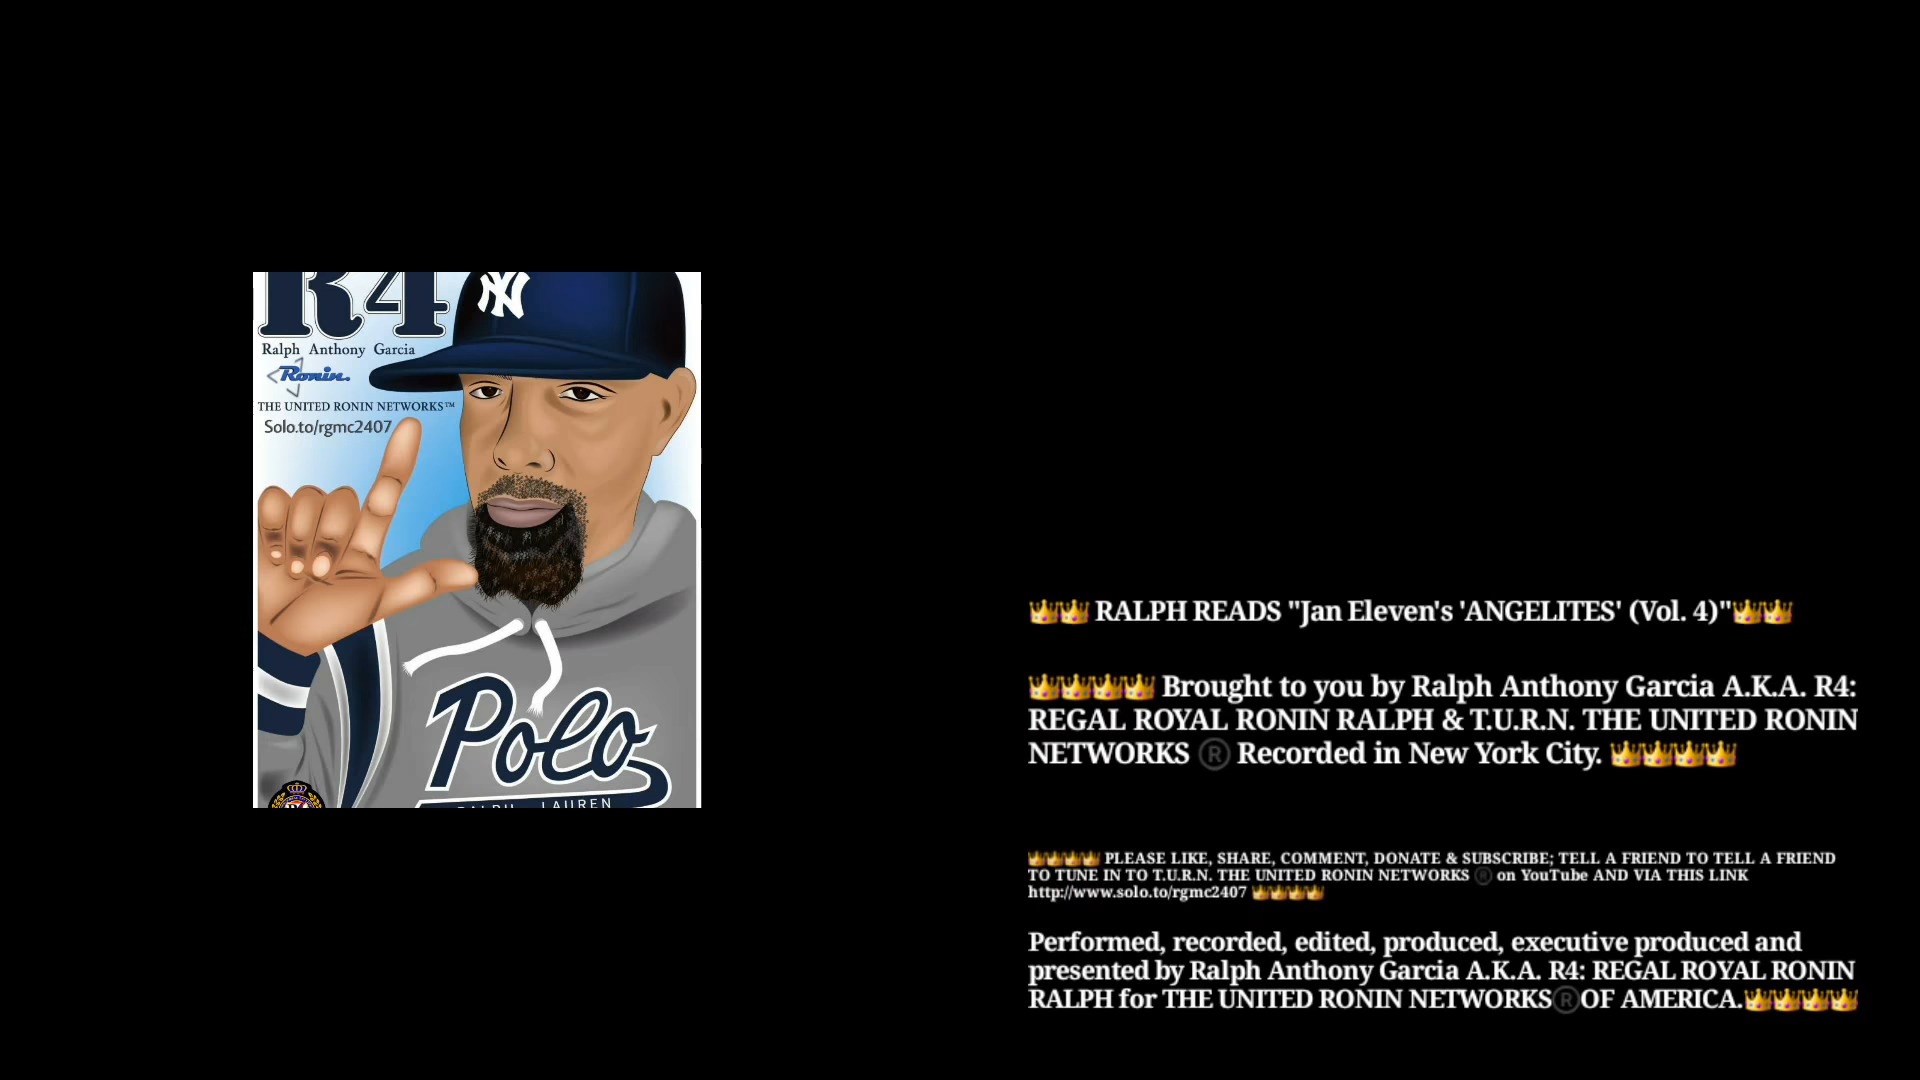 R4
Ralph Anthony Garcia
Ronin.
THE UNITED RONIN NETWORKS™
Solo.to/rgmc2407
NY
Polo
RALPH LAUREN
👑👑 RALPH READS "Jan Eleven's 'ANGELITES' (Vol. 4)"👑👑
👑👑👑👑 Brought to you by Ralph Anthony Garcia A.K.A. R4:
REGAL ROYAL RONIN RALPH & T.U.R.N. THE UNITED RONIN
NETWORKS ® Recorded in New York City. 👑👑👑👑
👑👑👑👑 PLEASE LIKE, SHARE, COMMENT, DONATE & SUBSCRIBE; TELL A FRIEND TO TELL A FRIEND
TO TUNE IN TO T.U.R.N. THE UNITED RONIN NETWORKS ® on YouTube AND VIA THIS LINK
http://www.solo.to/rgmc2407 👑👑👑👑
Performed, recorded, edited, produced, executive produced and
presented by Ralph Anthony Garcia A.K.A. R4: REGAL ROYAL RONIN
RALPH for THE UNITED RONIN NETWORKS®OF AMERICA.👑👑👑👑